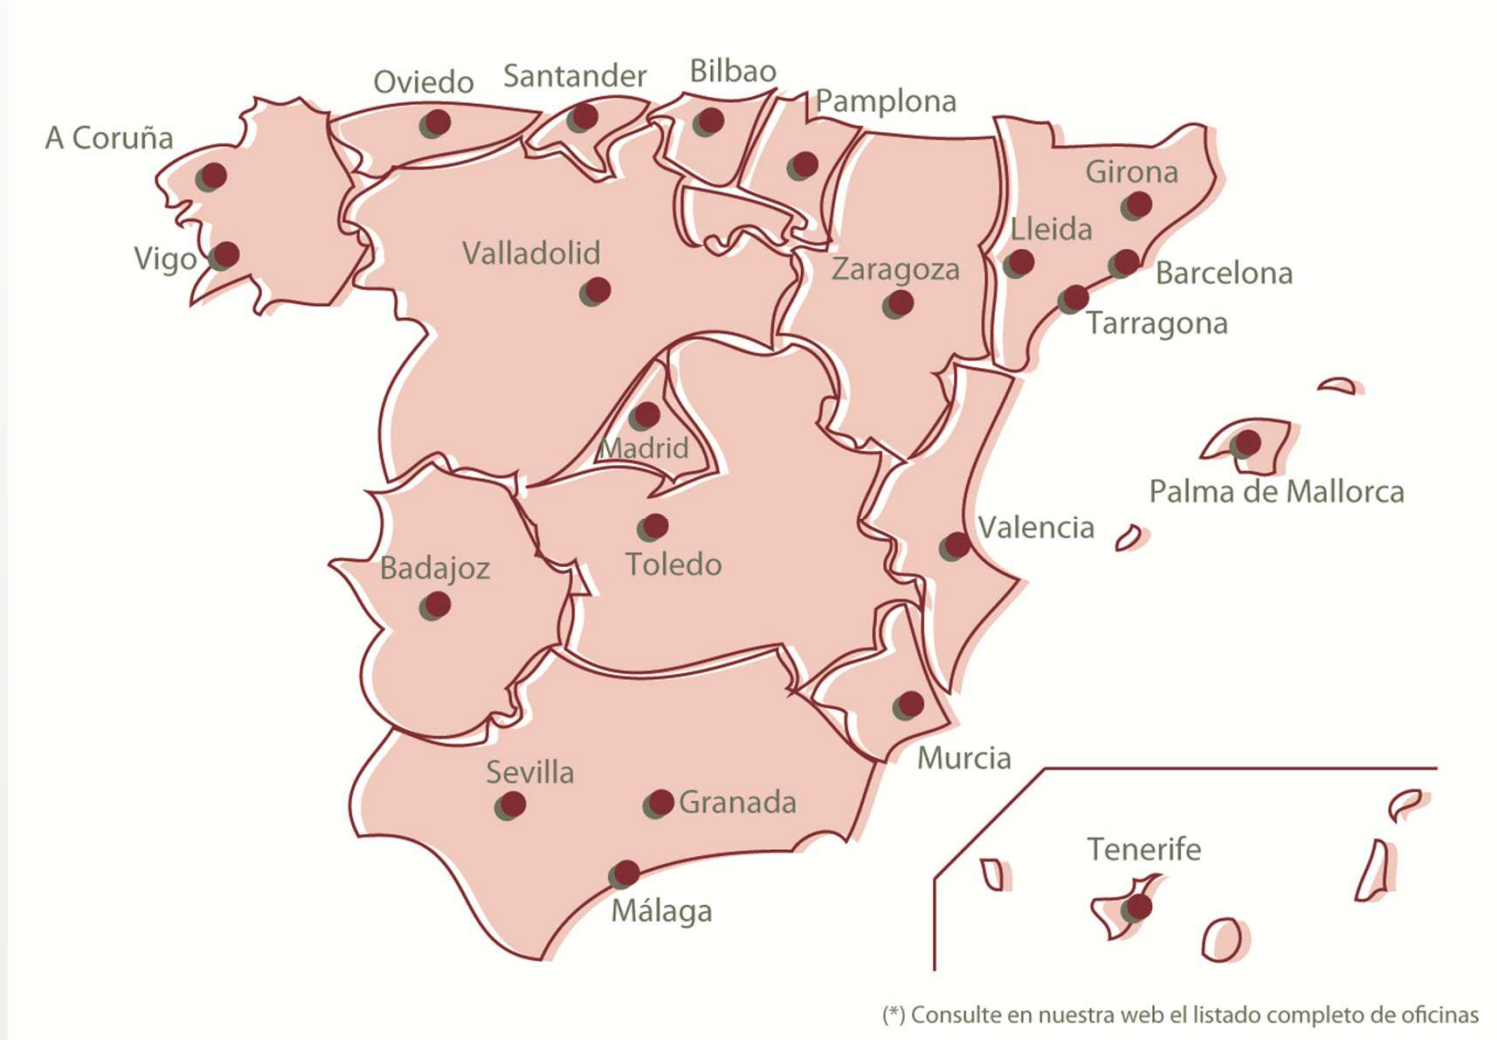 Oviedo
Santander
Bilbao
Pamplona
A Coruña
Girona
Lleida
Vigo
Valladolid
Zaragoza
Barcelona
Tarragona
Madrid
Palma de Mallorca
Valencia
Badajoz
Toledo
Murcia
Sevilla
Granada
Tenerife
Málaga
(*) Consulte en nuestra web el listado completo de oficinas